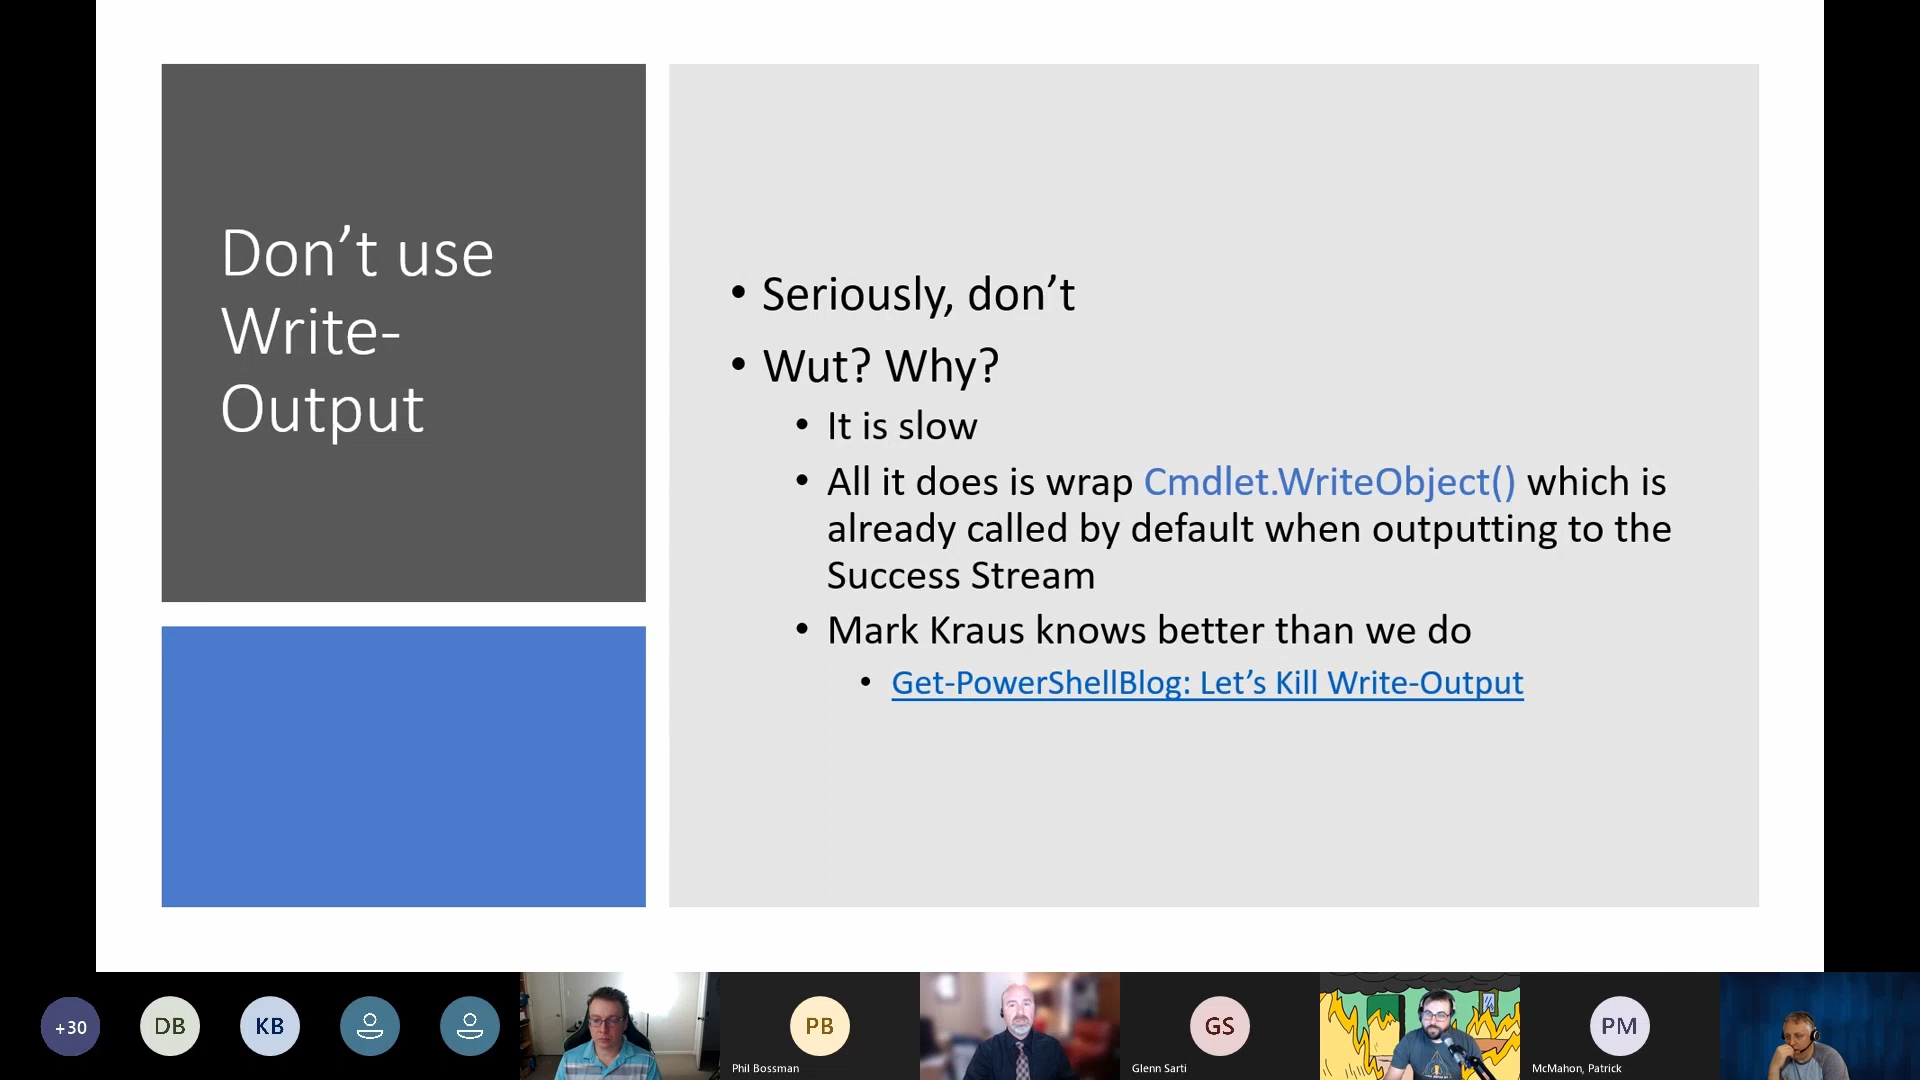 Don’t use
Write-
Output
• Seriously, don’t
• Wut? Why?
• It is slow
• All it does is wrap Cmdlet.WriteObject() which is
already called by default when outputting to the
Success Stream
• Mark Kraus knows better than we do
• Get-PowerShellBlog: Let’s Kill Write-Output
+30
DB
KB
PB
Phil Bossman
GS
Glenn Sarti
PM
McMahon, Patrick